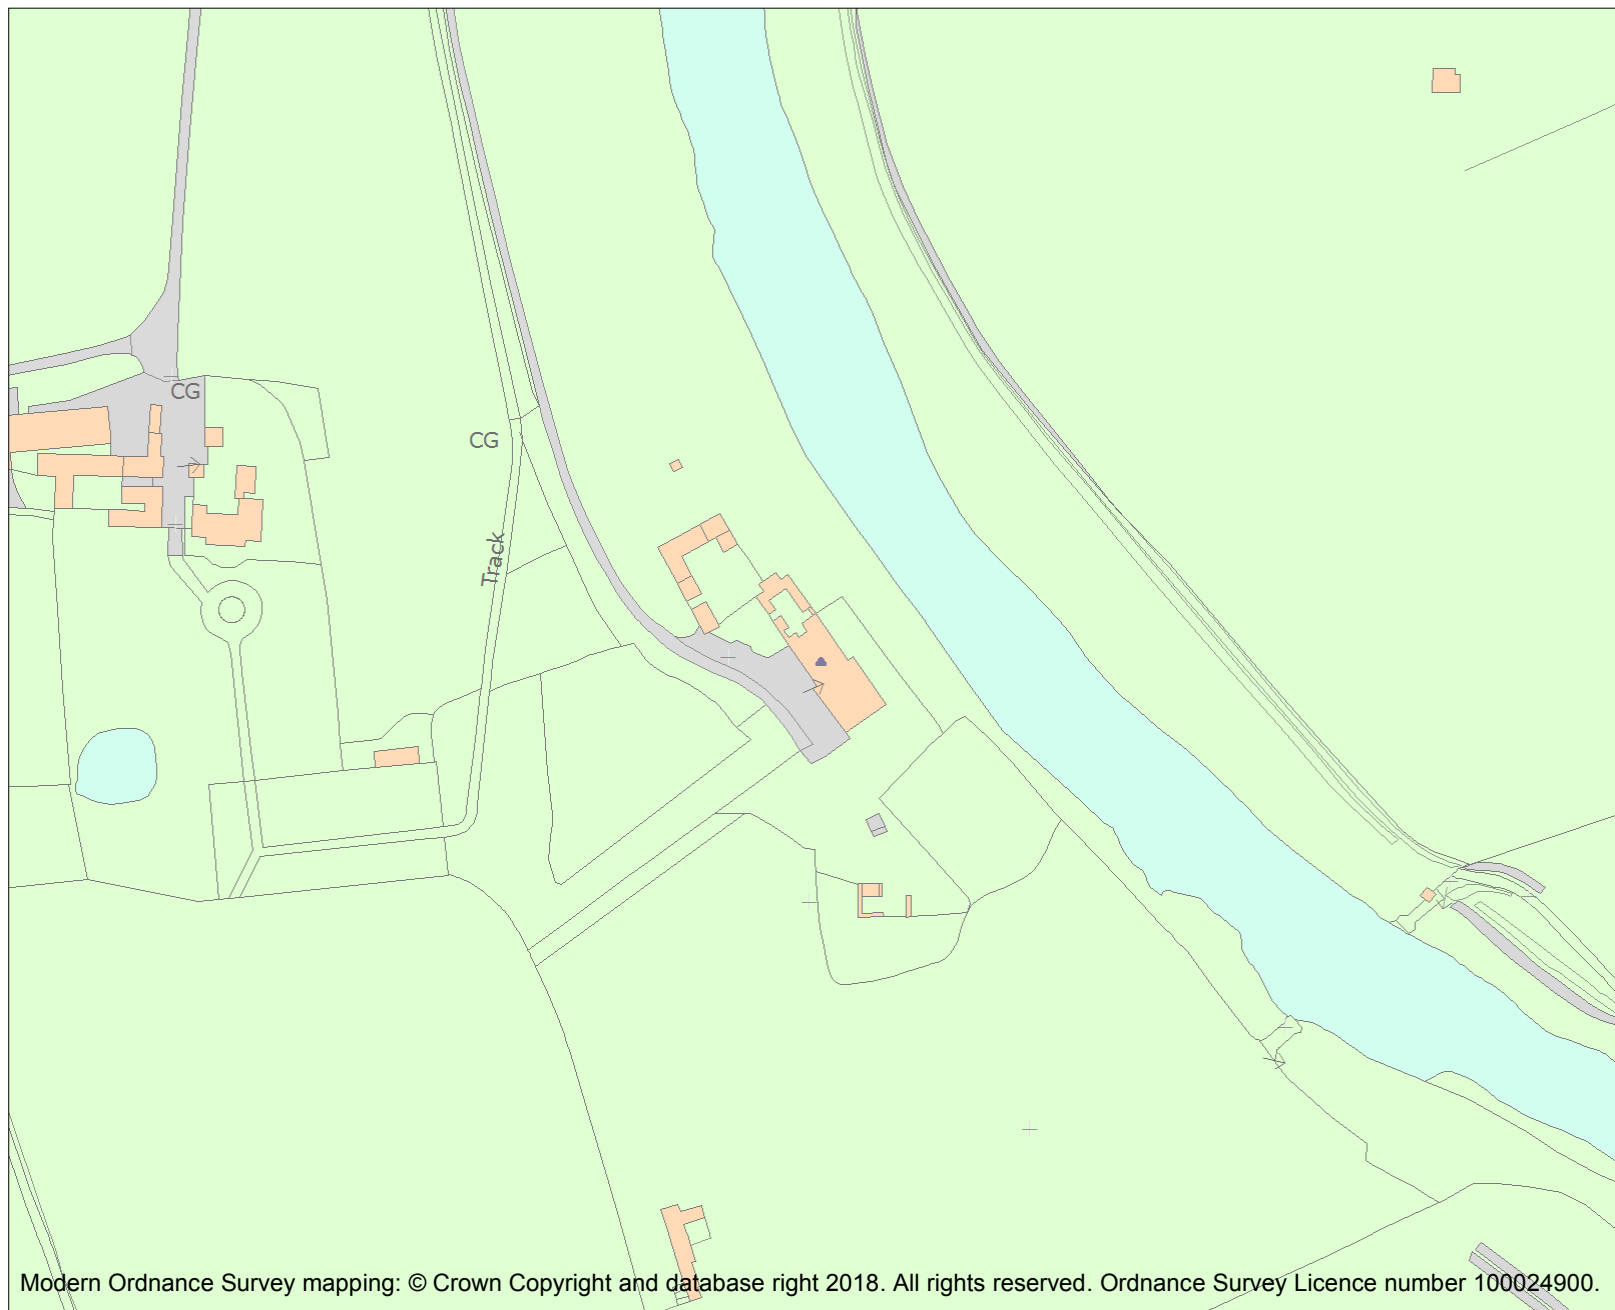 CG
CG
Track
Modern Ordnance Survey mapping: © Crown Copyright and database right 2018. All rights reserved. Ordnance Survey Licence number 100024900.